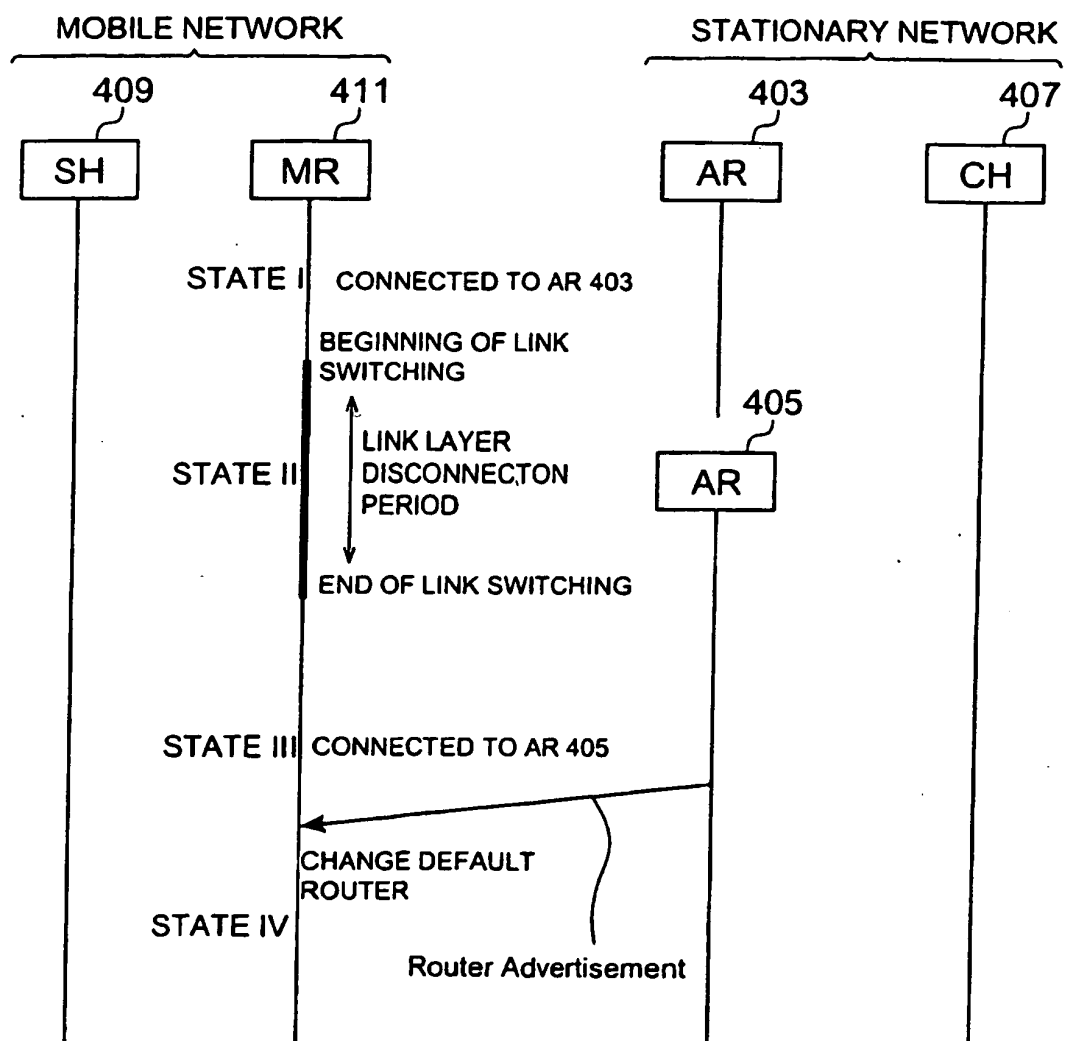 MOBILE NETWORK
STATIONARY NETWORK
409
411
403
407
SH
MR
AR
CH
STATE I
CONNECTED TO AR 403
BEGINNING OF LINK
SWITCHING
405
LINK LAYER
DISCONNECTON
PERIOD
STATE II
AR
END OF LINK SWITCHING
STATE III
CONNECTED TO AR 405
CHANGE DEFAULT
ROUTER
STATE IV
Router Advertisement